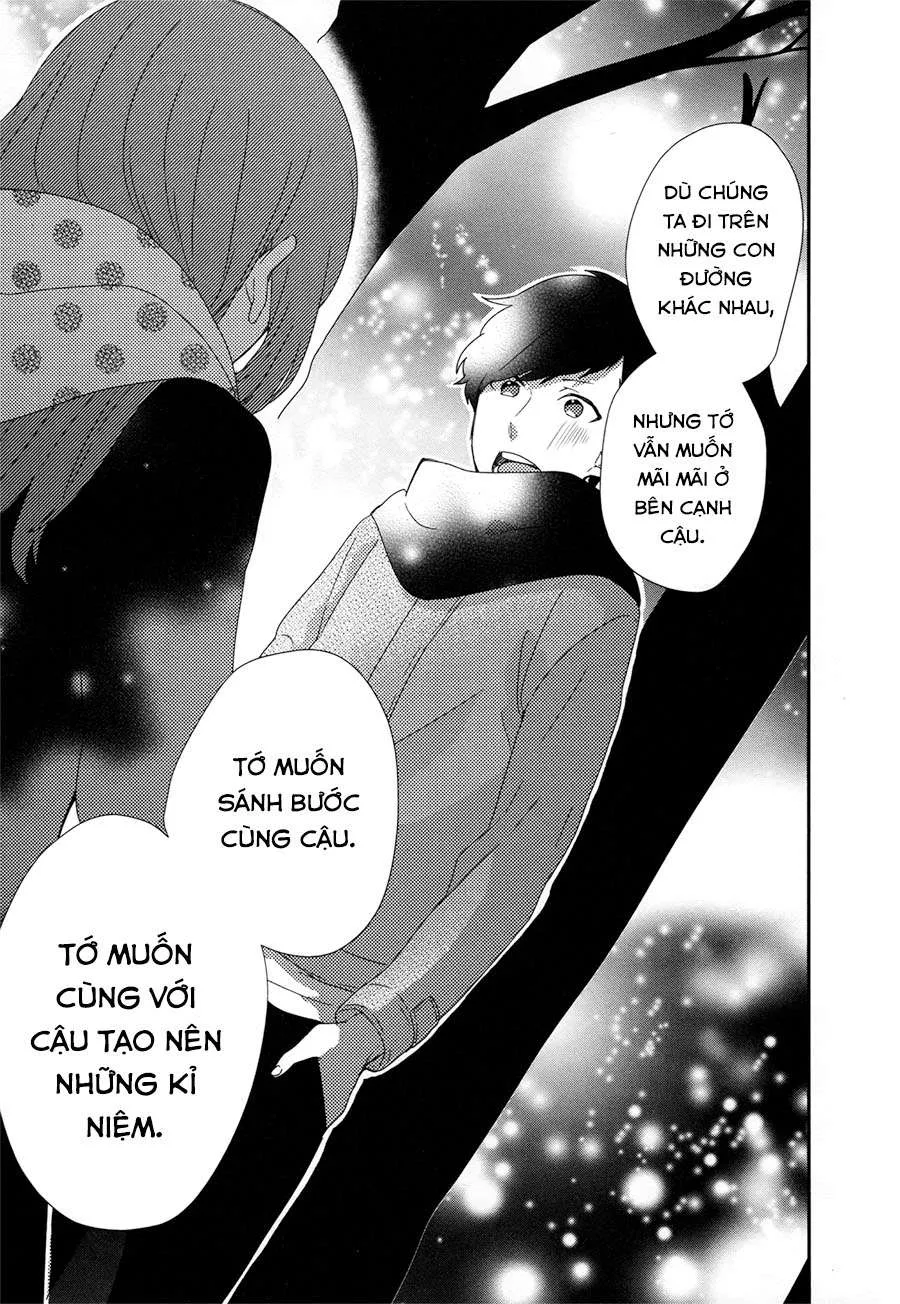 DÙ CHÚNG
TA ĐI TRÊN
NHỮNG CON
ĐƯỜNG
KHÁC NHAU,
NHƯNG TỚ
VẪN MUỐN
MÃI MÃI Ở
BÊN CẠNH
CẬU.
TỚ MUỐN
SÁNH BƯỚC
CÙNG CẬU.
TỚ MUỐN
CÙNG VỚI
CẬU TẠO NÊN
NHỮNG KỈ
NIỆM.